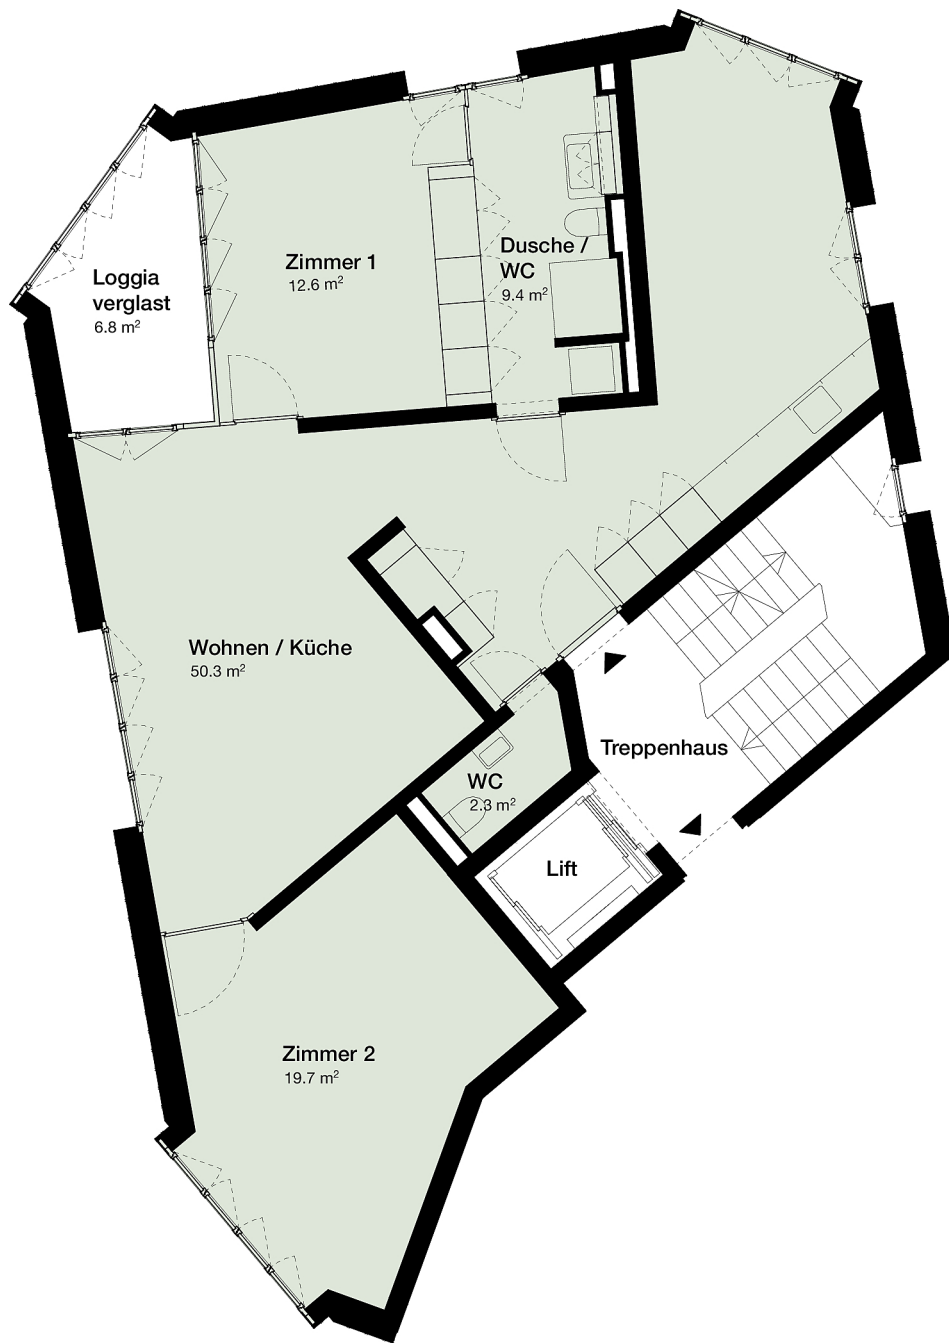 Zimmer 1
12.6 m²
Dusche /
WC
9.4 m²
Loggia
verglast
6.8 m²
Wohnen / Küche
50.3 m²
Treppenhaus
WC
2.3 m²
Lift
Zimmer 2
19.7 m²